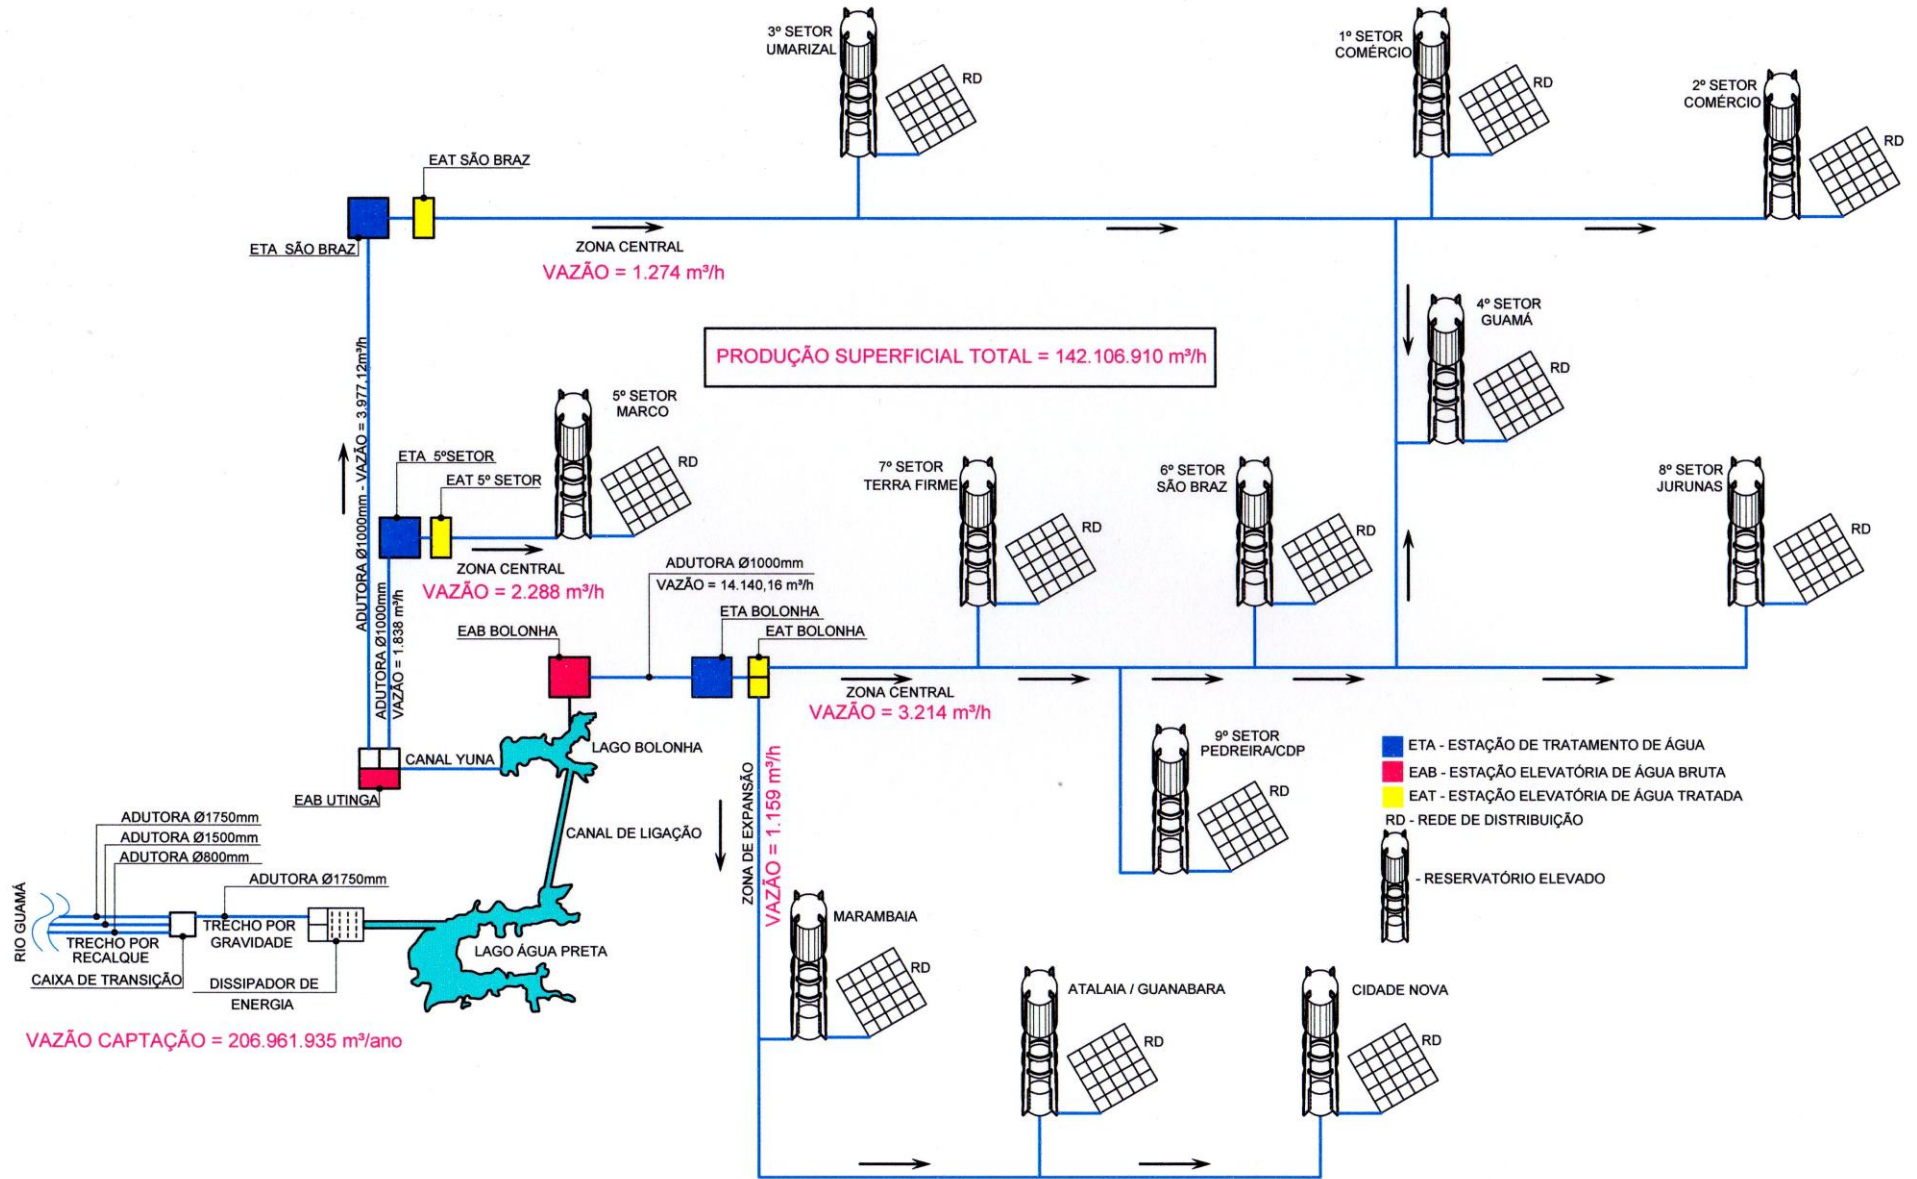 3º SETOR
UMARIZAL
RD
1º SETOR
COMÉRCIO
RD
2º SETOR
COMÉRCIO
RD
EAT SÃO BRAZ
ETA SÃO BRAZ
ZONA CENTRAL
VAZÃO = 1.274 m³/h
4º SETOR
GUAMÁ
RD
PRODUÇÃO SUPERFICIAL TOTAL = 142.106.910 m³/h
ADUTORA Ø1000mm - VAZÃO = 3.977,12m³/h
5º SETOR
MARCO
RD
ETA 5ºSETOR
EAT 5º SETOR
ZONA CENTRAL
VAZÃO = 2.288 m³/h
ADUTORA Ø1000mm
VAZÃO = 1.838 m³/h
7º SETOR
TERRA FIRME
RD
6º SETOR
SÃO BRAZ
RD
8º SETOR
JURUNAS
RD
ADUTORA Ø1000mm
VAZÃO = 14.140,16 m³/h
ETA BOLONHA
EAB BOLONHA
EAT BOLONHA
ZONA CENTRAL
VAZÃO = 3.214 m³/h
LAGO BOLONHA
CANAL YUNA
EAB UTINGA
9º SETOR
PEDREIRA/CDP
RD
ETA - ESTAÇÃO DE TRATAMENTO DE ÁGUA
EAB - ESTAÇÃO ELEVATÓRIA DE ÁGUA BRUTA
EAT - ESTAÇÃO ELEVATÓRIA DE ÁGUA TRATADA
RD - REDE DE DISTRIBUIÇÃO
- RESERVATÓRIO ELEVADO
CANAL DE LIGAÇÃO
ZONA DE EXPANSÃO
VAZÃO = 1.159 m³/h
ADUTORA Ø1750mm
ADUTORA Ø1500mm
ADUTORA Ø800mm
ADUTORA Ø1750mm
RIO GUAMÁ
TRECHO POR
RECALQUE
TRECHO POR
GRAVIDADE
CAIXA DE TRANSIÇÃO
DISSIPADOR DE
ENERGIA
LAGO ÁGUA PRETA
VAZÃO CAPTAÇÃO = 206.961.935 m³/ano
MARAMBAIA
RD
ATALAIA / GUANABARA
RD
CIDADE NOVA
RD